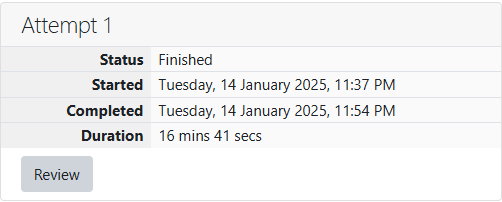 Attempt 1
Status Finished
Started Tuesday, 14 January 2025, 11:37 PM
Completed Tuesday, 14 January 2025, 11:54 PM
Duration 16 mins 41 secs
Review